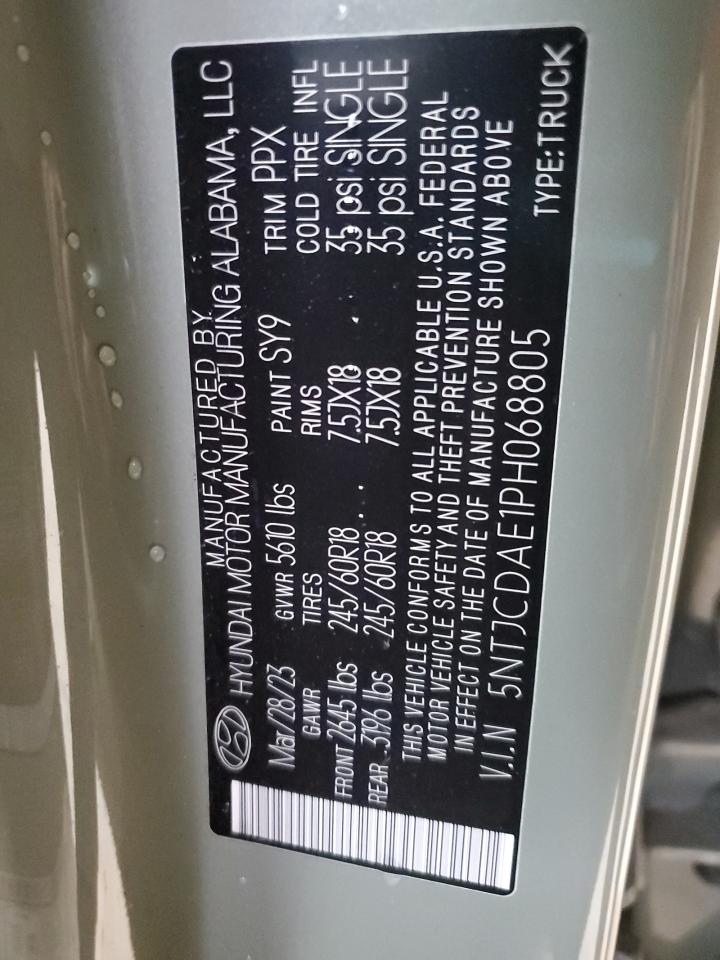 MANUFACTURED BY
HYUNDAI MOTOR MANUFACTURING ALABAMA, LLC
Mar/28/23 GVWR 5610 lbs PAINT SY9 TRIM PPX
GAWR TIRES RIMS COLD TIRE INFL
FRONT 2645 lbs 245/60R18 7.5JX18 35 psi SINGLE
REAR 3196 lbs 245/60R18 7.5JX18 35 psi SINGLE
THIS VEHICLE CONFORMS TO ALL APPLICABLE U.S.A. FEDERAL
MOTOR VEHICLE SAFETY AND THEFT PREVENTION STANDARDS
IN EFFECT ON THE DATE OF MANUFACTURE SHOWN ABOVE
V.I.N 5NTJCDAE1PH068805 TYPE:TRUCK